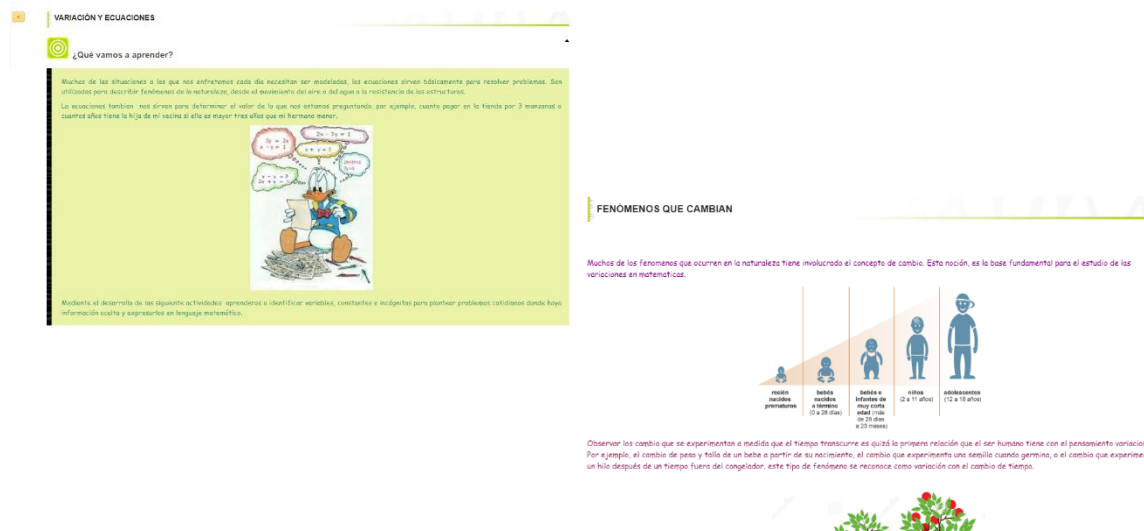 VARIACIÓN Y ECUACIONES
¿Qué vamos a aprender?
Muchas de las situaciones a las que nos enfretamos cada día necesitan ser modeladas, las ecuaciones sirven básicamente para resolver problemas. Son
utilizadas para describir fenómenos de la naturaleza, desde el movimiento del aire o del agua a la resistencia de las estructuras.
La ecuaciones tambien nos sirven para determinar el valor de lo que nos estamos preguntando, por ejemplo, cuanto pagar en la tienda por 3 manzanas o
cuantos años tiene la hija de mi vecina si ella es mayor tres años que mi hermano menor.
x + y = 2
Mediante el desarrollo de las siguiente actividades aprenderas a identificar variables, constantes e incógnitas para plantear problemas cotidianos donde haya
información oculta y expresarlos en lenguaje matemático.
FENÓMENOS QUE CAMBIAN
Muchos de los fenomenos que ocurren en la naturaleza tiene involucrado el concepto de cambio. Esta noción, es la base fundamental para el estudio de las
variaciones en matematicas.
recién
nacidos
prematuros
bebés
nacidos
a término
(0 a 28 días)
bebés e
infantes de
muy corta
edad (más
de 28 días
a 23 meses)
niños
(2 a 11 años)
adolescentes
(12 a 18 años)
Observar los cambio que se experimentan a medida que el tiempo transcurre es quizá la primera relación que el ser humano tiene con el pensamiento variacion
Por ejemplo, el cambio de peso y talla de un bebe a partir de su nacimiento, el cambio que experimenta una semilla cuando germina, o el cambio que experimen
un hilo después de un tiempo fuera del congelador, este tipo de fenómeno se reconoce como variación con el cambio de tiempo.